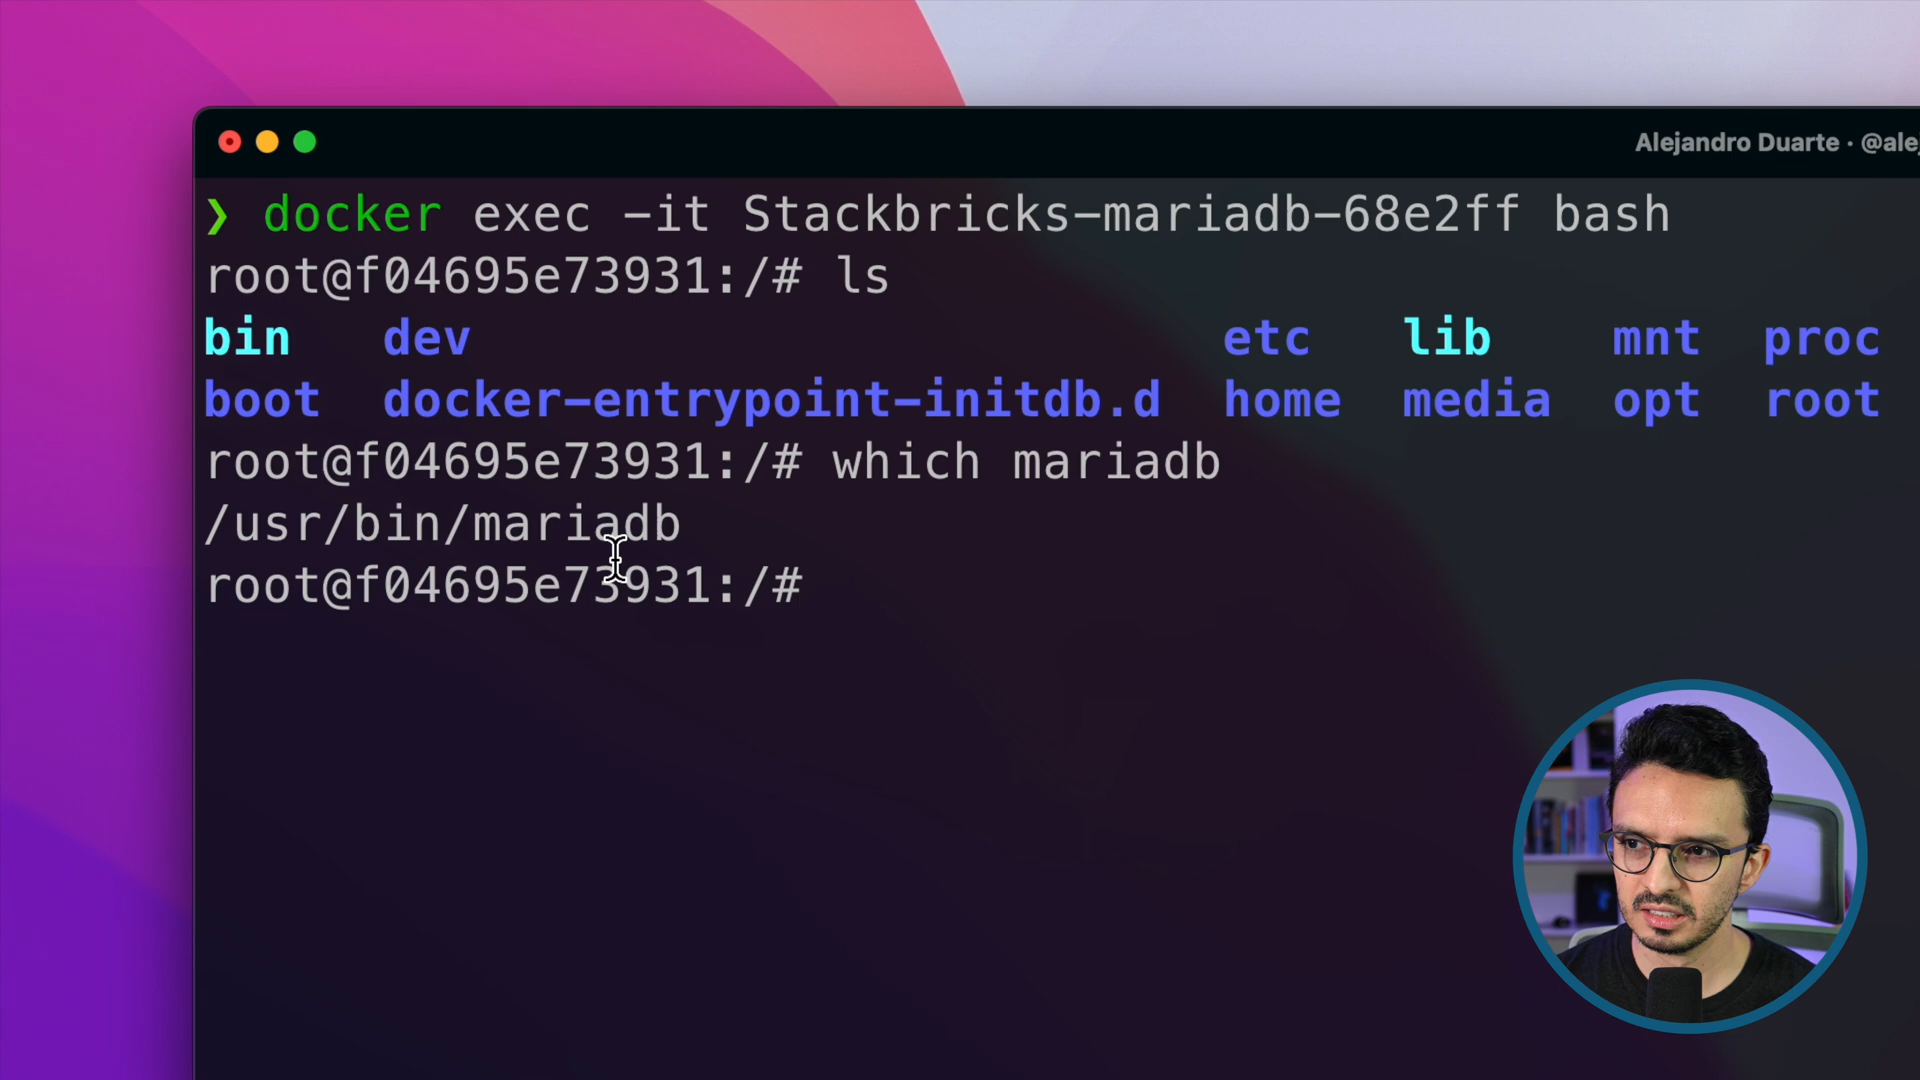 Alejandro Duarte · @ale
❯ docker exec -it Stackbricks-mariadb-68e2ff bash
root@f04695e73931:/# ls
bin dev etc lib mnt proc
boot docker-entrypoint-initdb.d home media opt root
root@f04695e73931:/# which mariadb
/usr/bin/mariadb
root@f04695e73931:/#